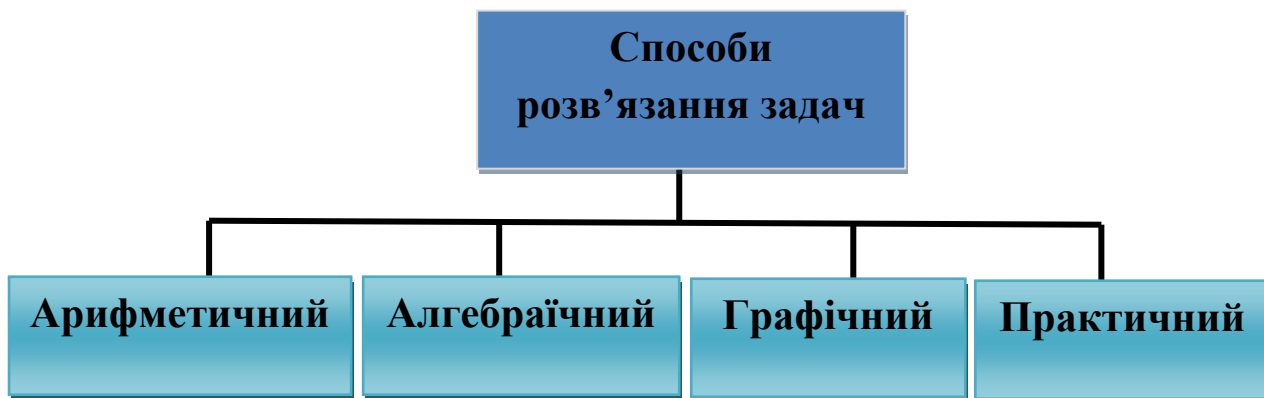 Способи
розв’язання задач
Арифметичний
Алгебраїчний
Графічний
Практичний